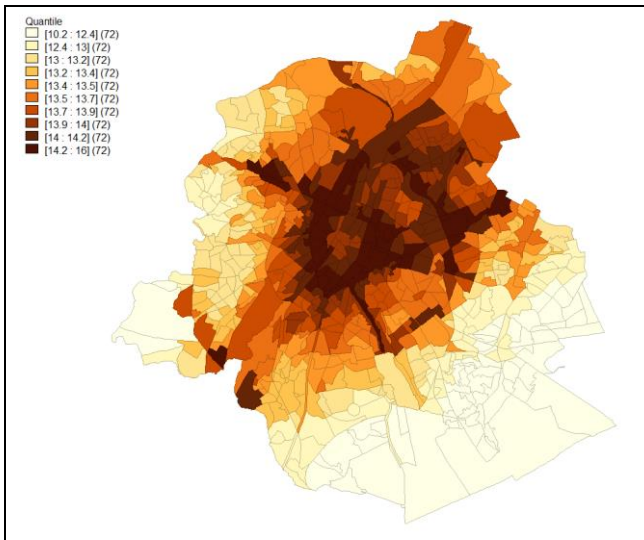 Quantile
[10.2 : 12.4] (72)
[12.4 : 13] (72)
[13 : 13.2] (72)
[13.2 : 13.4] (72)
[13.4 : 13.5] (72)
[13.5 : 13.7] (72)
[13.7 : 13.9] (72)
[13.9 : 14] (72)
[14 : 14.2] (72)
[14.2 : 16] (72)